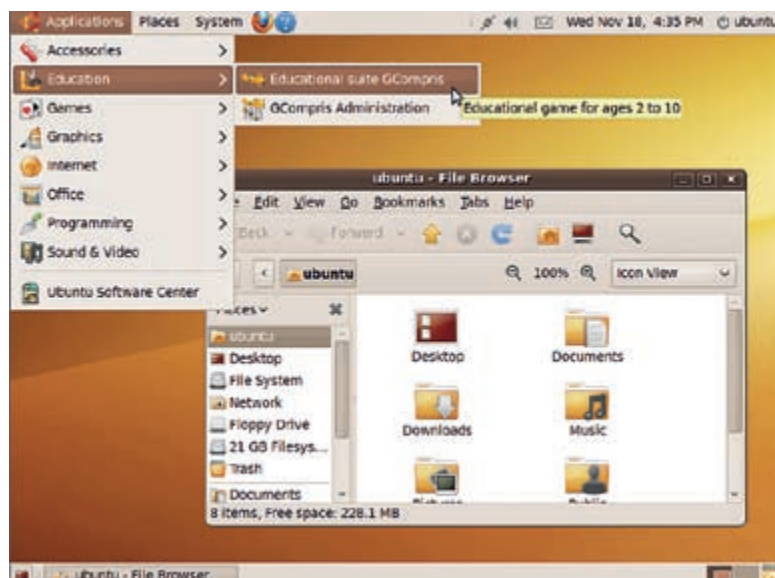 Applications Places System Wed Nov 18, 4:35 PM ubuntu
Accessories
Education
Games
Graphics
Internet
Office
Programming
Sound & Video
Ubuntu Software Center
Educational suite GCompris
GCompris Administration
Educational game for ages 2 to 10
ubuntu - File Browser
Edit View Go Bookmarks Tabs Help
Back Forward
ubuntu 100% Icon View
Places
ubuntu
Desktop
File System
Network
Floppy Drive
21 GB Filesys...
Trash
Documents
Desktop Documents
Downloads Music
Pictures Public
8 items, Free space: 228.1 MB
ubuntu - File Browser